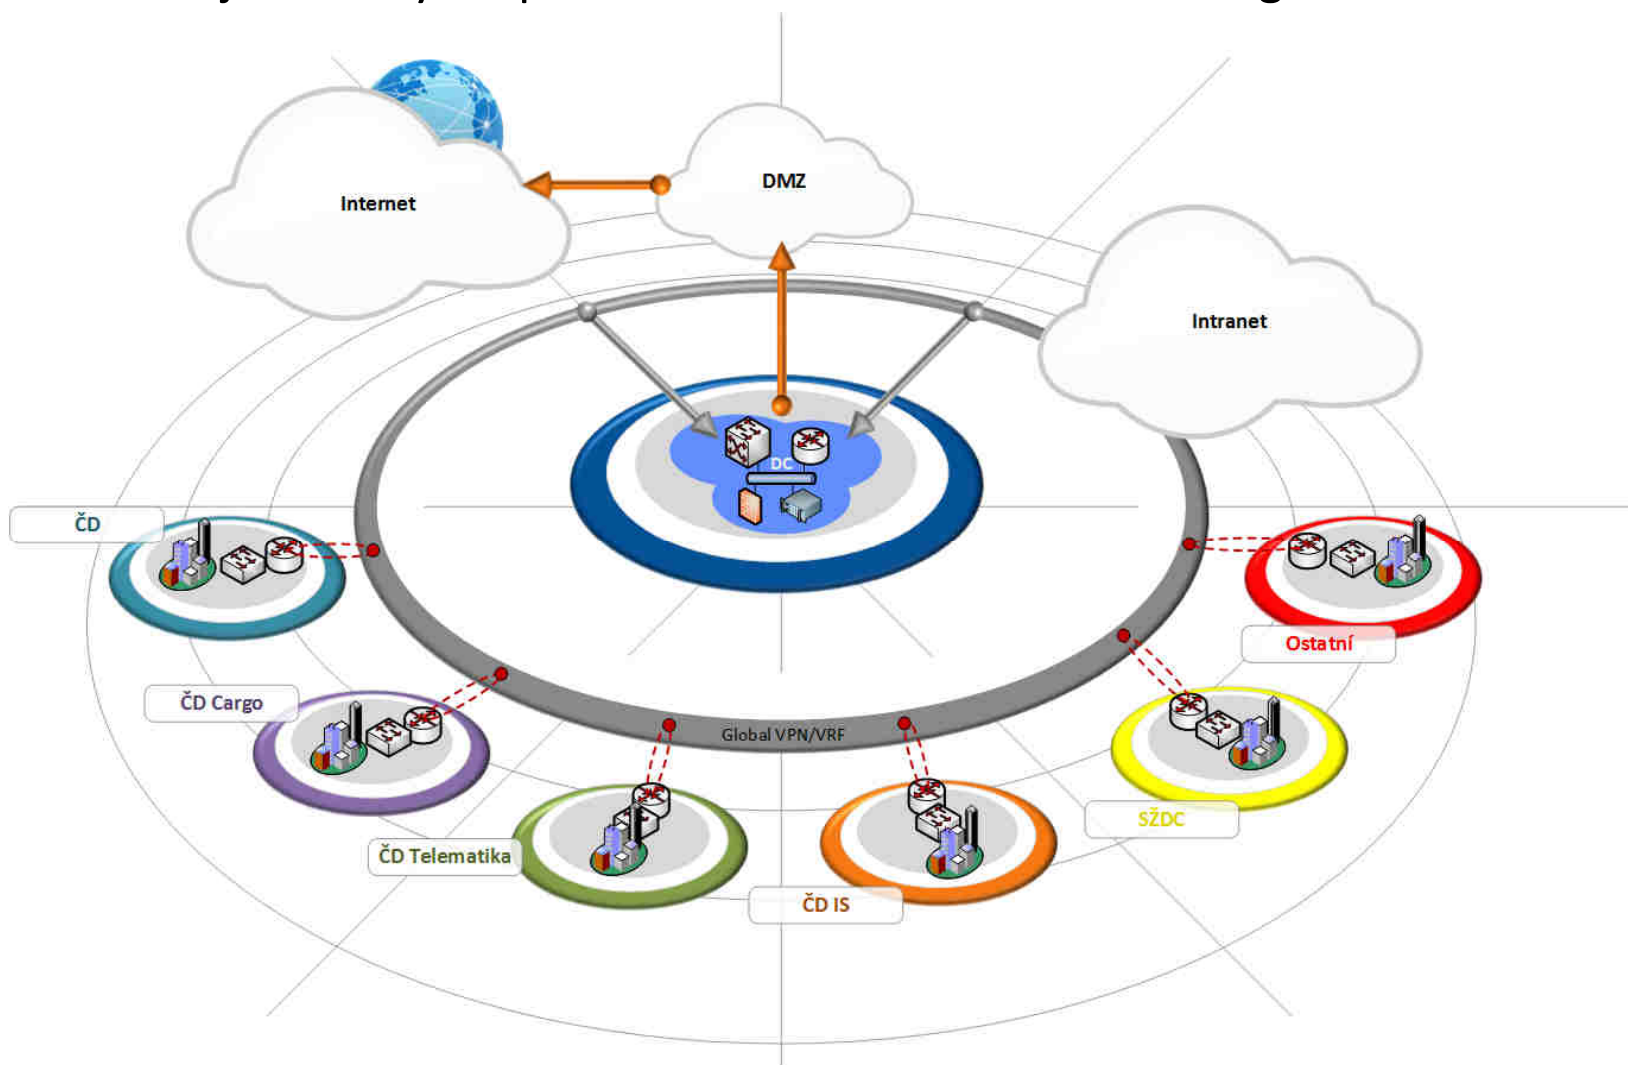 DMZ
Internet
Intranet
DC
ČD
Ostatní
ČD Cargo
Global VPN/VRF
SŽDC
ČD Telematika
ČD IS